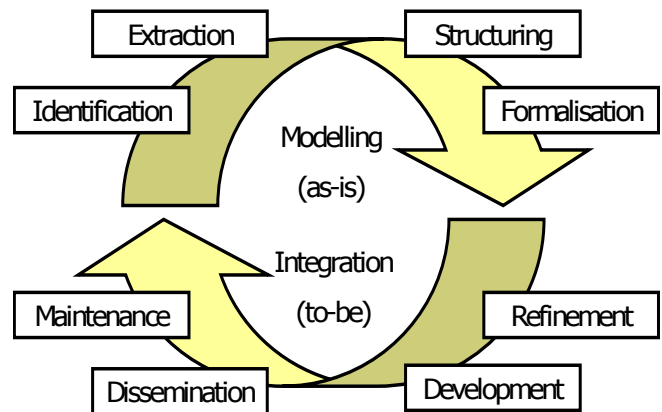 Extraction
Structuring
Identification
Formalisation
Modelling
(as-is)
Integration
(to-be)
Maintenance
Refinement
Dissemination
Development